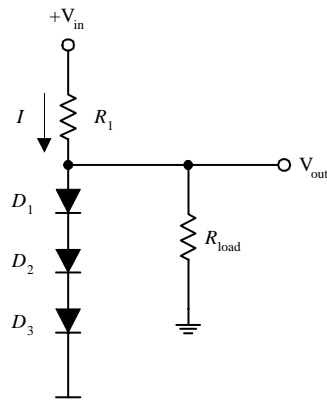 +V_in
I
R_1
V_out
D_1
R_load
D_2
D_3